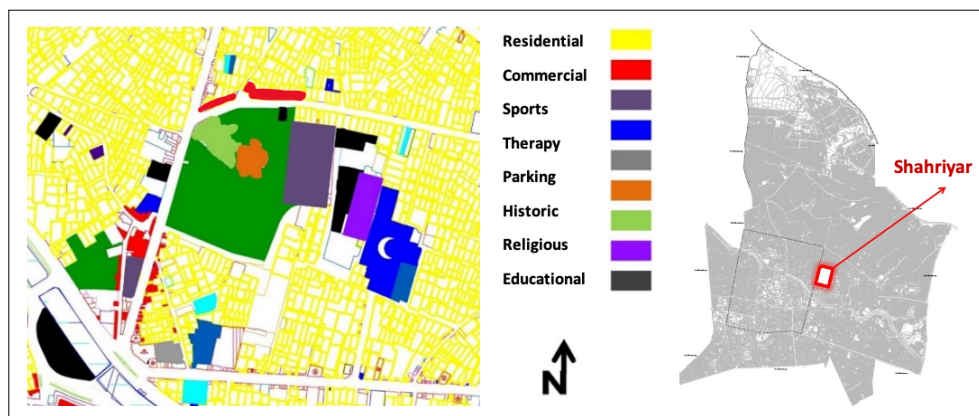 Residential
Commercial
Sports
Therapy
Parking
Historic
Religious
Educational
N
Shahriyar